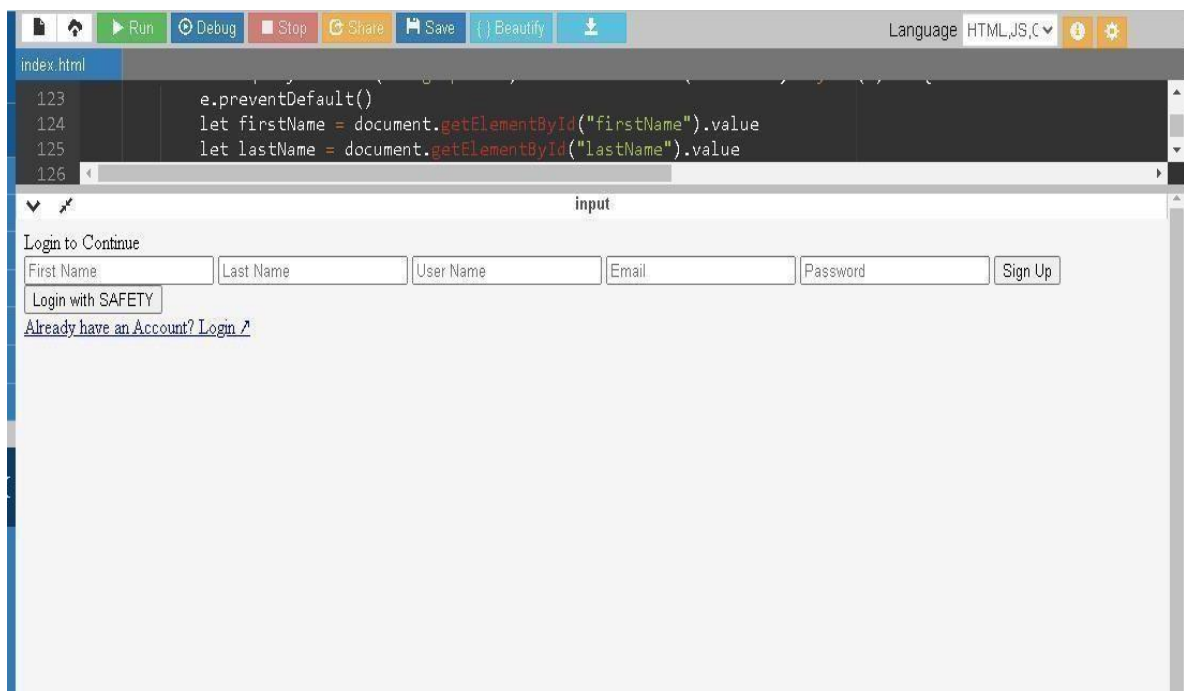 Run Debug Stop Share Save { } Beautify Language HTML,JS,C
index.html
123 e.preventDefault()
124 let firstName = document.getElementById("firstName").value
125 let lastName = document.getElementById("lastName").value
126
input
Login to Continue
First Name Last Name User Name Email Password Sign Up
Login with SAFETY
Already have an Account? Login ↗